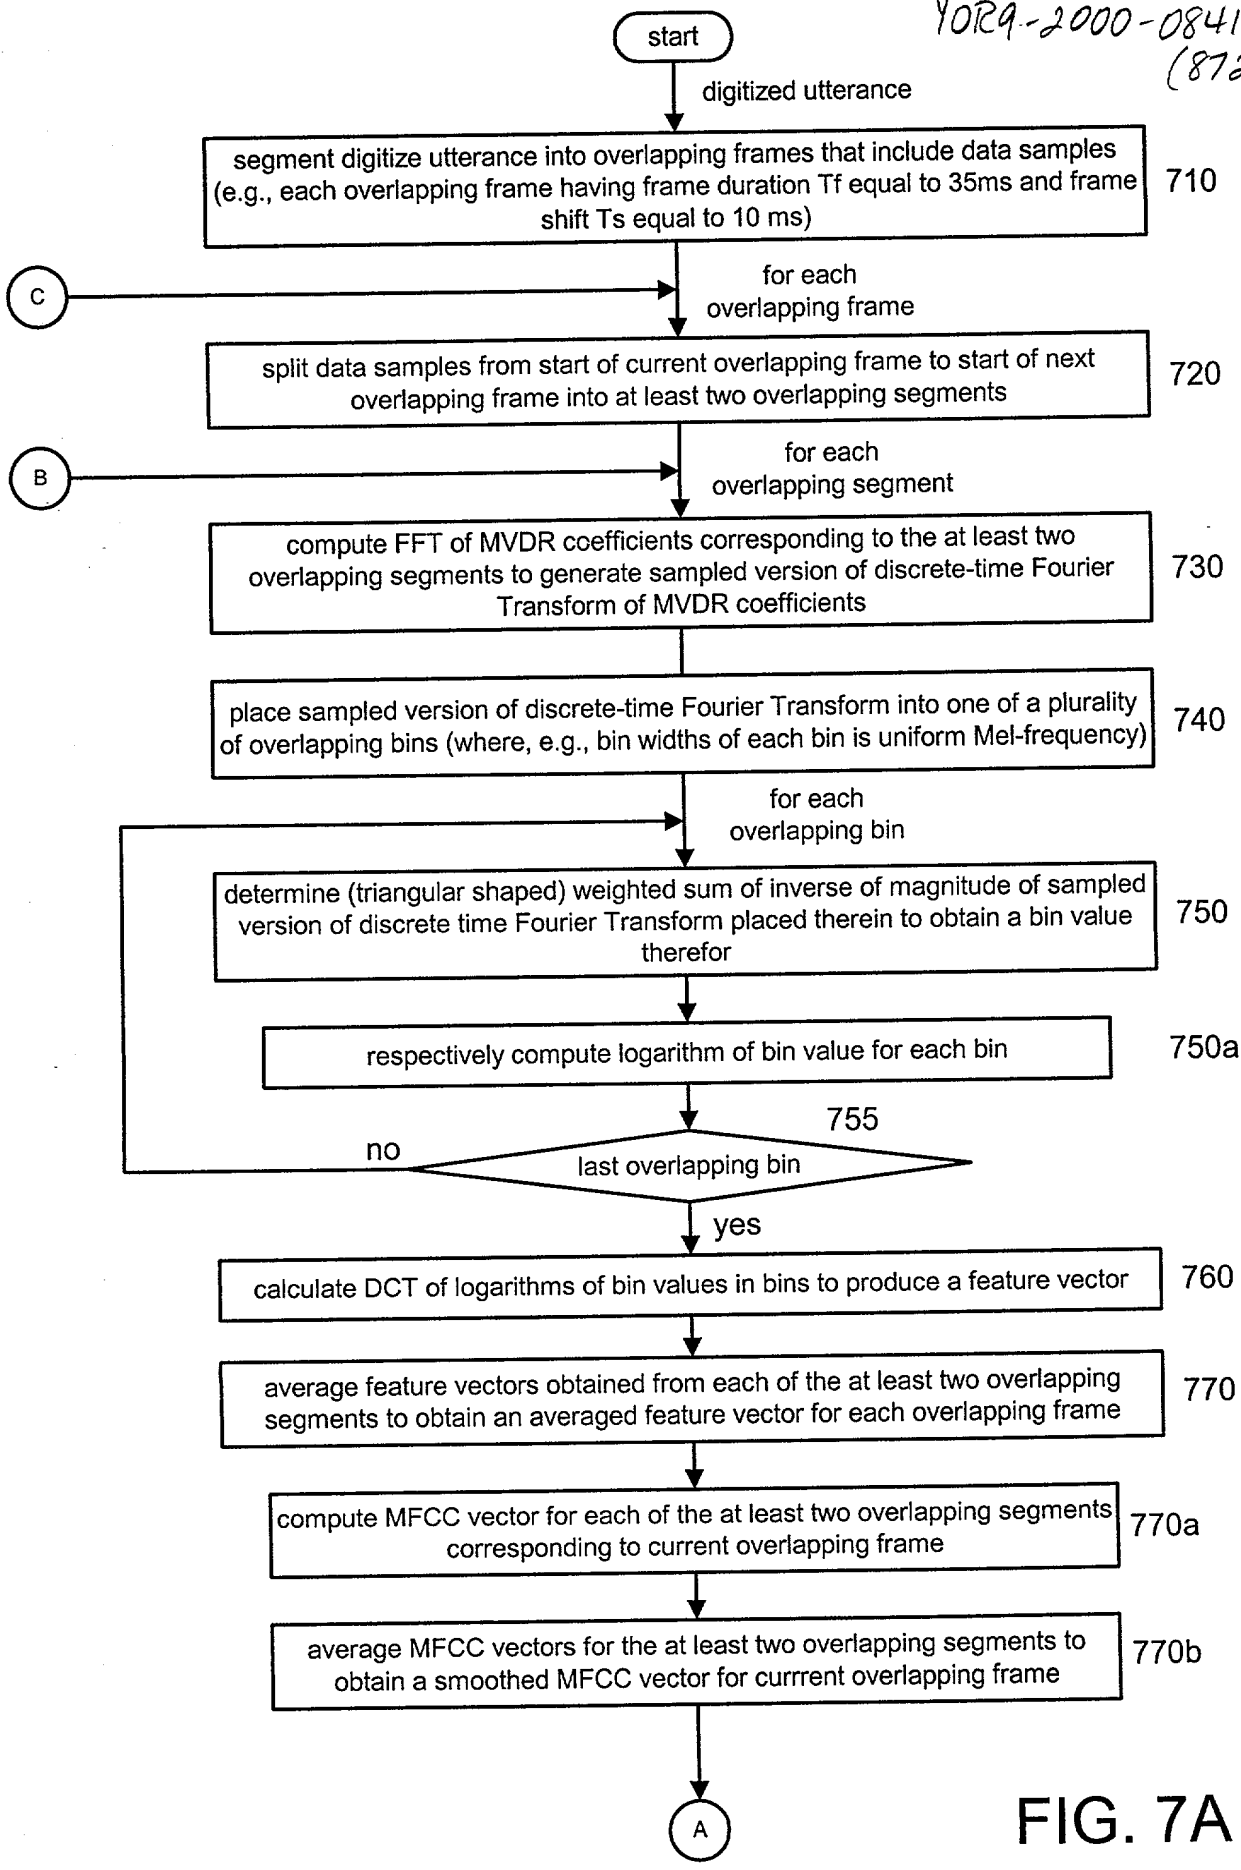 YOR9-2000-0841
(872
start
digitized utterance
segment digitize utterance into overlapping frames that include data samples
(e.g., each overlapping frame having frame duration Tf equal to 35ms and frame
shift Ts equal to 10 ms)
710
C
for each
overlapping frame
split data samples from start of current overlapping frame to start of next
overlapping frame into at least two overlapping segments
720
B
for each
overlapping segment
compute FFT of MVDR coefficients corresponding to the at least two
overlapping segments to generate sampled version of discrete-time Fourier
Transform of MVDR coefficients
730
place sampled version of discrete-time Fourier Transform into one of a plurality
of overlapping bins (where, e.g., bin widths of each bin is uniform Mel-frequency)
740
for each
overlapping bin
determine (triangular shaped) weighted sum of inverse of magnitude of sampled
version of discrete time Fourier Transform placed therein to obtain a bin value
therefor
750
respectively compute logarithm of bin value for each bin
750a
755
no
last overlapping bin
yes
calculate DCT of logarithms of bin values in bins to produce a feature vector
760
average feature vectors obtained from each of the at least two overlapping
segments to obtain an averaged feature vector for each overlapping frame
770
compute MFCC vector for each of the at least two overlapping segments
corresponding to current overlapping frame
770a
average MFCC vectors for the at least two overlapping segments to
obtain a smoothed MFCC vector for currrent overlapping frame
770b
A
FIG. 7A